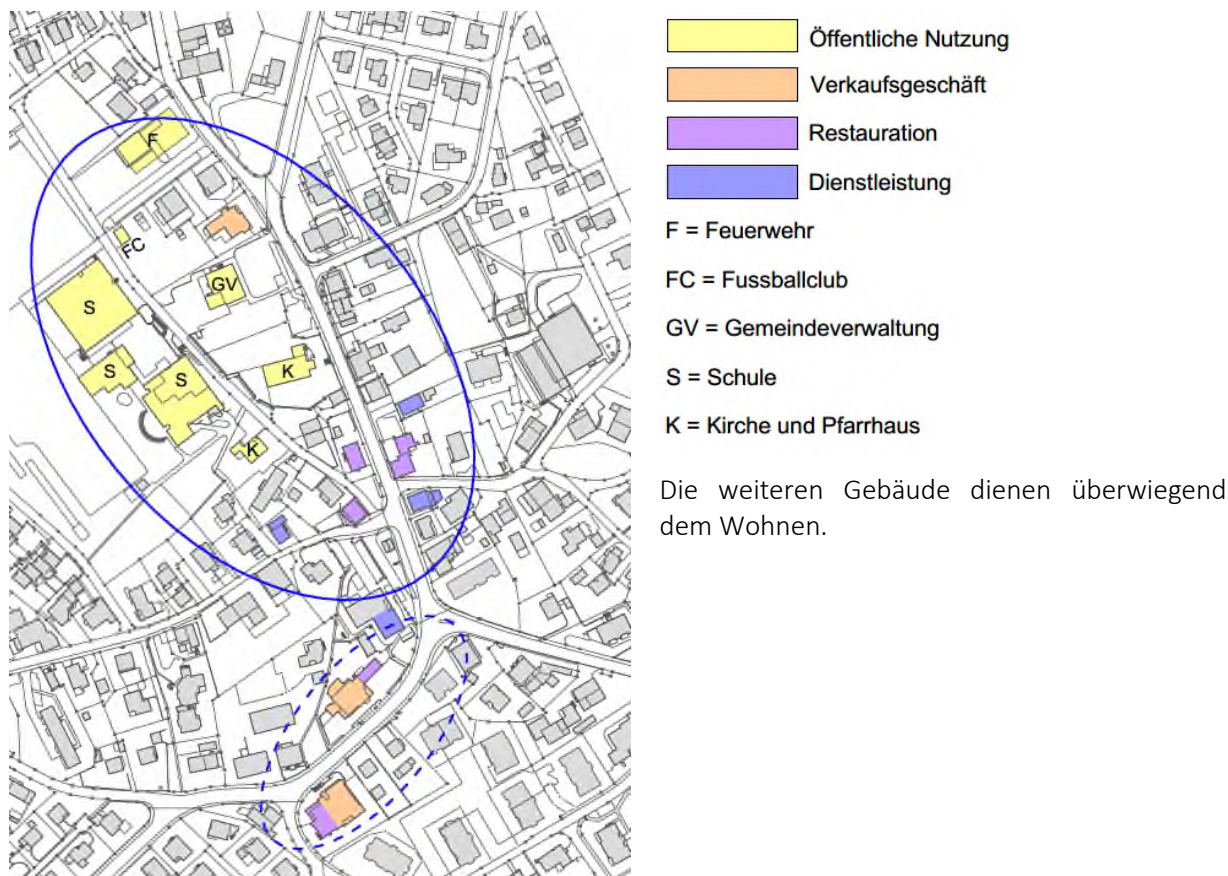 F
FC
GV
S
K
S
S
K
Öffentliche Nutzung
Verkaufsgeschäft
Restauration
Dienstleistung
F = Feuerwehr
FC = Fussballclub
GV = Gemeindeverwaltung
S = Schule
K = Kirche und Pfarrhaus
Die weiteren Gebäude dienen überwiegend
dem Wohnen.